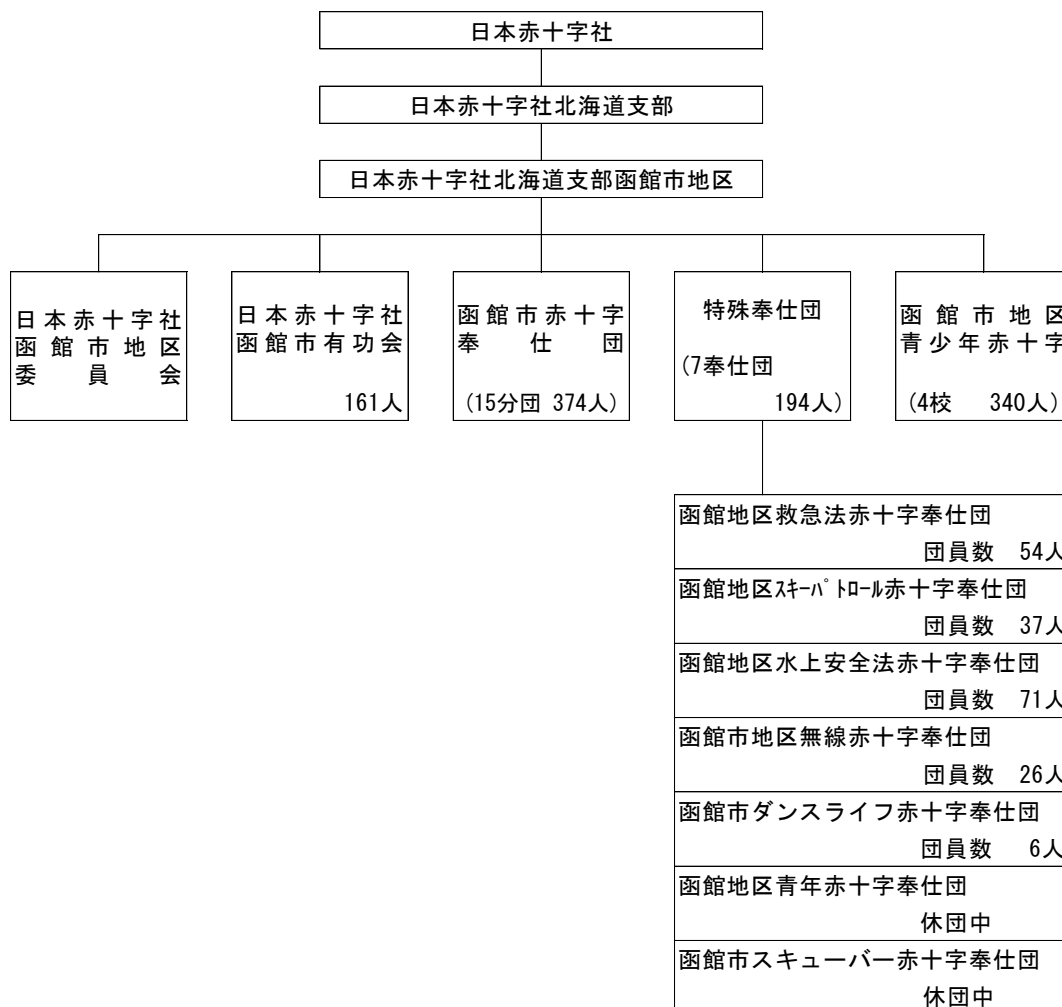 日本赤十字社
日本赤十字社北海道支部
日本赤十字社北海道支部函館市地区
日本赤十字社
函館市地区
委員会
日本赤十字社
函館市有功会
161人
函館市赤十字
奉仕団
(15分団 374人)
特殊奉仕団
(7奉仕団
194人)
函館市地区
青少年赤十字
(4校 340人)
函館地区救急法赤十字奉仕団
団員数 54人
函館地区ｽｷｰﾊﾟﾄﾛｰﾙ赤十字奉仕団
団員数 37人
函館地区水上安全法赤十字奉仕団
団員数 71人
函館市地区無線赤十字奉仕団
団員数 26人
函館市ダンスライフ赤十字奉仕団
団員数 6人
函館地区青年赤十字奉仕団
休団中
函館市スキューバー赤十字奉仕団
休団中